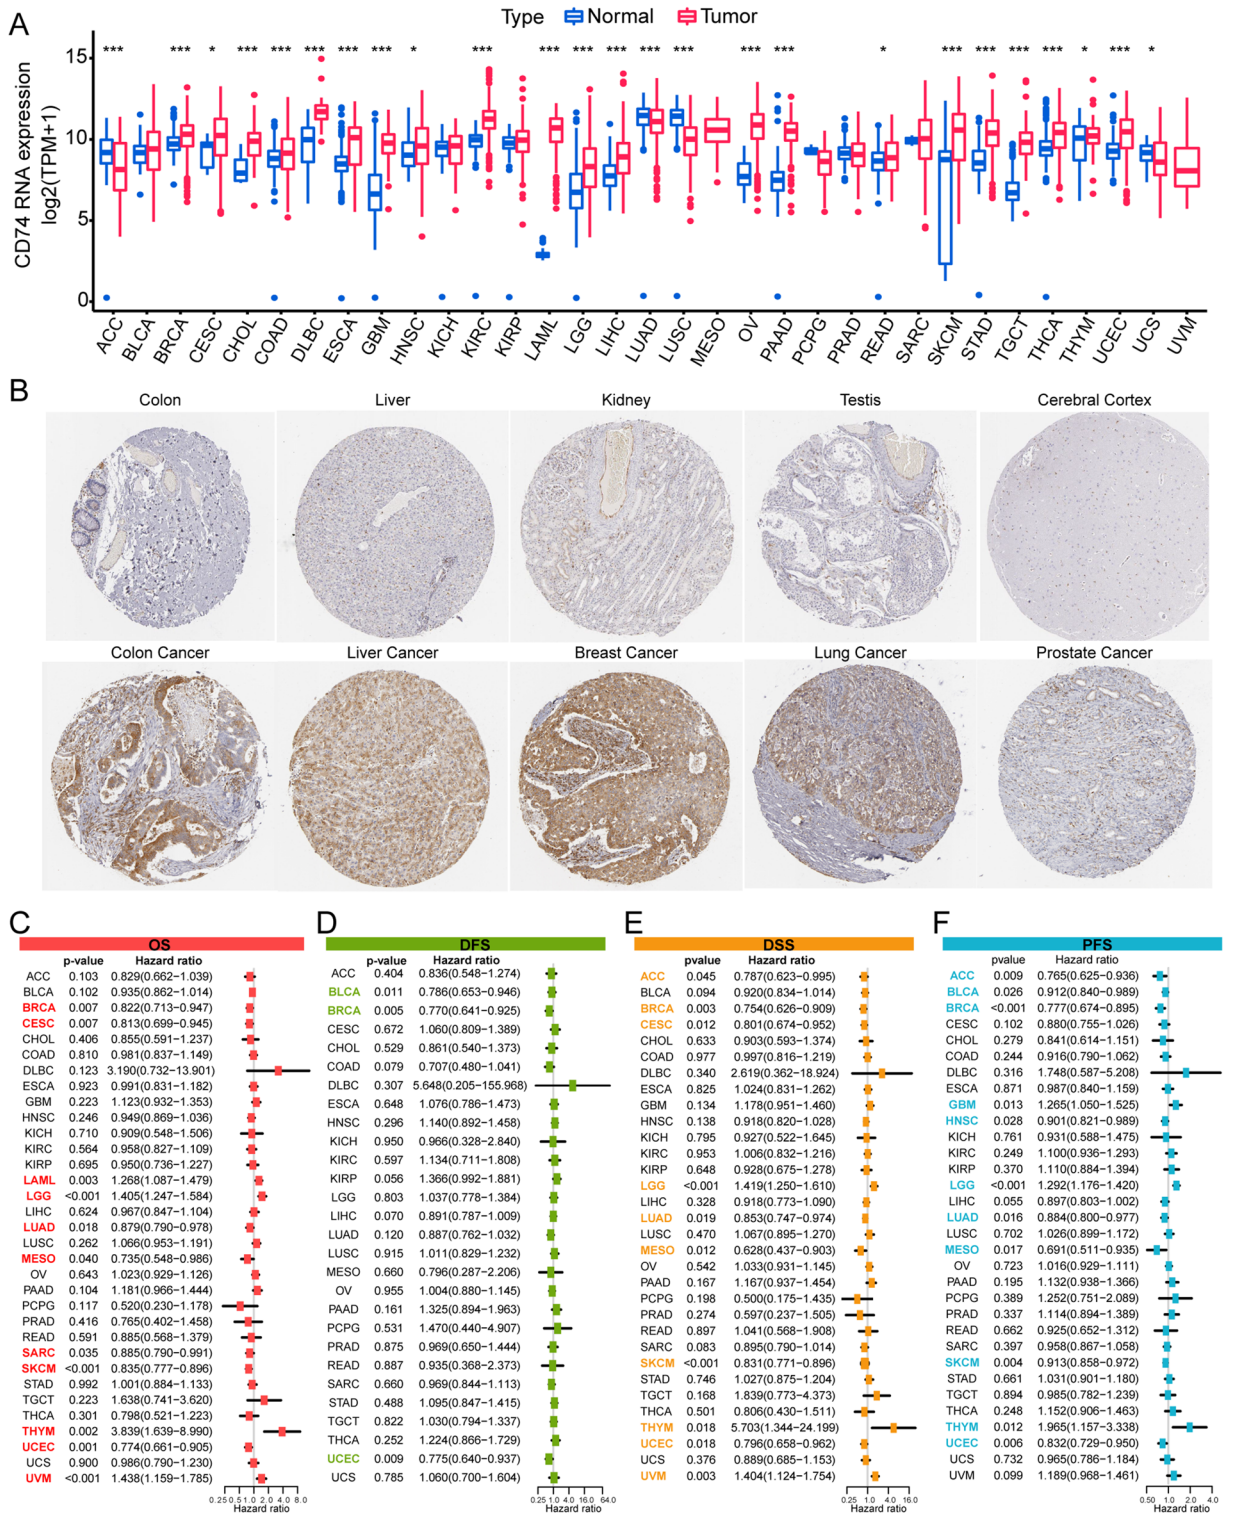 A
Type Normal Tumor
*** *** * *** *** *** *** *** * *** *** *** *** *** *** *** *** * *** *** *** *** * *** *
CD74 RNA expression
log2(TPM+1)
15
10
5
0
ACC BLCA BRCA CESC CHOL COAD DLBC ESCA GBM HNSC KICH KIRC KIRP LAML LGG LIHC LUAD LUSC MESO OV PAAD PCPG PRAD READ SARC SKCM STAD TGCT THCA THYM UCEC UCS UVM
B
Colon Liver Kidney Testis Cerebral Cortex
Colon Cancer Liver Cancer Breast Cancer Lung Cancer Prostate Cancer
C
OS
p-value Hazard ratio
ACC 0.103 0.829(0.662−1.039)
BLCA 0.102 0.935(0.862−1.014)
BRCA 0.007 0.822(0.713−0.947)
CESC 0.007 0.813(0.699−0.945)
CHOL 0.406 0.855(0.591−1.237)
COAD 0.810 0.981(0.837−1.149)
DLBC 0.123 3.190(0.732−13.901)
ESCA 0.923 0.991(0.831−1.182)
GBM 0.223 1.123(0.932−1.353)
HNSC 0.246 0.949(0.869−1.036)
KICH 0.710 0.909(0.548−1.506)
KIRC 0.564 0.958(0.827−1.109)
KIRP 0.695 0.950(0.736−1.227)
LAML 0.003 1.268(1.087−1.479)
LGG <0.001 1.405(1.247−1.584)
LIHC 0.624 0.967(0.847−1.104)
LUAD 0.018 0.879(0.790−0.978)
LUSC 0.262 1.066(0.953−1.191)
MESO 0.040 0.735(0.548−0.986)
OV 0.643 1.023(0.929−1.126)
PAAD 0.104 1.181(0.966−1.444)
PCPG 0.117 0.520(0.230−1.178)
PRAD 0.416 0.765(0.402−1.458)
READ 0.591 0.885(0.568−1.379)
SARC 0.035 0.885(0.790−0.991)
SKCM <0.001 0.835(0.777−0.896)
STAD 0.992 1.001(0.884−1.133)
TGCT 0.223 1.638(0.741−3.620)
THCA 0.301 0.798(0.521−1.223)
THYM 0.002 3.839(1.639−8.990)
UCEC 0.001 0.774(0.661−0.905)
UCS 0.900 0.986(0.790−1.230)
UVM <0.001 1.438(1.159−1.785)
0.25 0.5 1.0 2.0 4.0 8.0
Hazard ratio
D
DFS
p-value Hazard ratio
ACC 0.404 0.836(0.548−1.274)
BLCA 0.011 0.786(0.653−0.946)
BRCA 0.005 0.770(0.641−0.925)
CESC 0.672 1.060(0.809−1.389)
CHOL 0.529 0.861(0.540−1.373)
COAD 0.079 0.707(0.480−1.041)
DLBC 0.307 5.648(0.205−155.968)
ESCA 0.648 1.076(0.786−1.473)
HNSC 0.296 1.140(0.892−1.458)
KICH 0.950 0.966(0.328−2.840)
KIRC 0.597 1.134(0.711−1.808)
KIRP 0.056 1.366(0.992−1.881)
LGG 0.803 1.037(0.778−1.384)
LIHC 0.070 0.891(0.787−1.009)
LUAD 0.120 0.887(0.762−1.032)
LUSC 0.915 1.011(0.829−1.232)
MESO 0.660 0.796(0.287−2.206)
OV 0.955 1.004(0.880−1.145)
PAAD 0.161 1.325(0.894−1.963)
PCPG 0.531 1.470(0.440−4.907)
PRAD 0.875 0.969(0.650−1.444)
READ 0.887 0.935(0.368−2.373)
SARC 0.660 0.969(0.844−1.113)
STAD 0.488 1.095(0.847−1.415)
TGCT 0.822 1.030(0.794−1.337)
THCA 0.252 1.224(0.866−1.729)
UCEC 0.009 0.775(0.640−0.937)
UCS 0.785 1.060(0.700−1.604)
0.25 1.0 4.0 16.0 64.0
Hazard ratio
E
DSS
p-value Hazard ratio
ACC 0.045 0.787(0.623−0.995)
BLCA 0.094 0.920(0.834−1.014)
BRCA 0.003 0.754(0.626−0.909)
CESC 0.012 0.801(0.674−0.952)
CHOL 0.633 0.903(0.593−1.374)
COAD 0.977 0.997(0.816−1.219)
DLBC 0.340 2.619(0.362−18.924)
ESCA 0.825 1.024(0.831−1.262)
GBM 0.134 1.178(0.951−1.460)
HNSC 0.138 0.918(0.820−1.028)
KICH 0.795 0.927(0.522−1.645)
KIRC 0.953 1.006(0.832−1.216)
KIRP 0.648 0.928(0.675−1.278)
LGG <0.001 1.419(1.250−1.610)
LIHC 0.328 0.918(0.773−1.090)
LUAD 0.019 0.853(0.747−0.974)
LUSC 0.470 1.067(0.895−1.270)
MESO 0.012 0.628(0.437−0.903)
OV 0.542 1.033(0.931−1.145)
PAAD 0.167 1.167(0.937−1.454)
PCPG 0.198 0.500(0.175−1.435)
PRAD 0.274 0.597(0.237−1.505)
READ 0.897 1.041(0.568−1.908)
SARC 0.083 0.895(0.790−1.014)
SKCM <0.001 0.831(0.771−0.896)
STAD 0.746 1.027(0.875−1.204)
TGCT 0.168 1.839(0.773−4.373)
THCA 0.501 0.806(0.430−1.511)
THYM 0.018 5.703(1.344−24.199)
UCEC 0.018 0.796(0.658−0.962)
UCS 0.376 0.889(0.685−1.153)
UVM 0.003 1.404(1.124−1.754)
0.25 1.0 4.0 16.0
Hazard ratio
F
PFS
pvalue Hazard ratio
ACC 0.009 0.765(0.625−0.936)
BLCA 0.026 0.912(0.840−0.989)
BRCA <0.001 0.777(0.674−0.895)
CESC 0.102 0.880(0.755−1.026)
CHOL 0.279 0.841(0.614−1.151)
COAD 0.244 0.916(0.790−1.062)
DLBC 0.316 1.748(0.587−5.208)
ESCA 0.871 0.987(0.840−1.159)
GBM 0.013 1.265(1.050−1.525)
HNSC 0.028 0.901(0.821−0.989)
KICH 0.761 0.931(0.588−1.475)
KIRC 0.249 1.100(0.936−1.293)
KIRP 0.370 1.110(0.884−1.394)
LGG <0.001 1.292(1.176−1.420)
LIHC 0.055 0.897(0.803−1.002)
LUAD 0.016 0.884(0.800−0.977)
LUSC 0.702 1.026(0.899−1.172)
MESO 0.017 0.691(0.511−0.935)
OV 0.723 1.016(0.929−1.111)
PAAD 0.195 1.132(0.938−1.366)
PCPG 0.389 1.252(0.751−2.089)
PRAD 0.337 1.114(0.894−1.389)
READ 0.662 0.925(0.652−1.312)
SARC 0.397 0.958(0.867−1.058)
SKCM 0.004 0.913(0.858−0.972)
STAD 0.661 1.031(0.901−1.180)
TGCT 0.894 0.985(0.782−1.239)
THCA 0.248 1.152(0.906−1.463)
THYM 0.012 1.965(1.157−3.338)
UCEC 0.006 0.832(0.729−0.950)
UCS 0.732 0.965(0.786−1.184)
UVM 0.099 1.189(0.968−1.461)
0.50 1.0 2.0 4.0
Hazard ratio